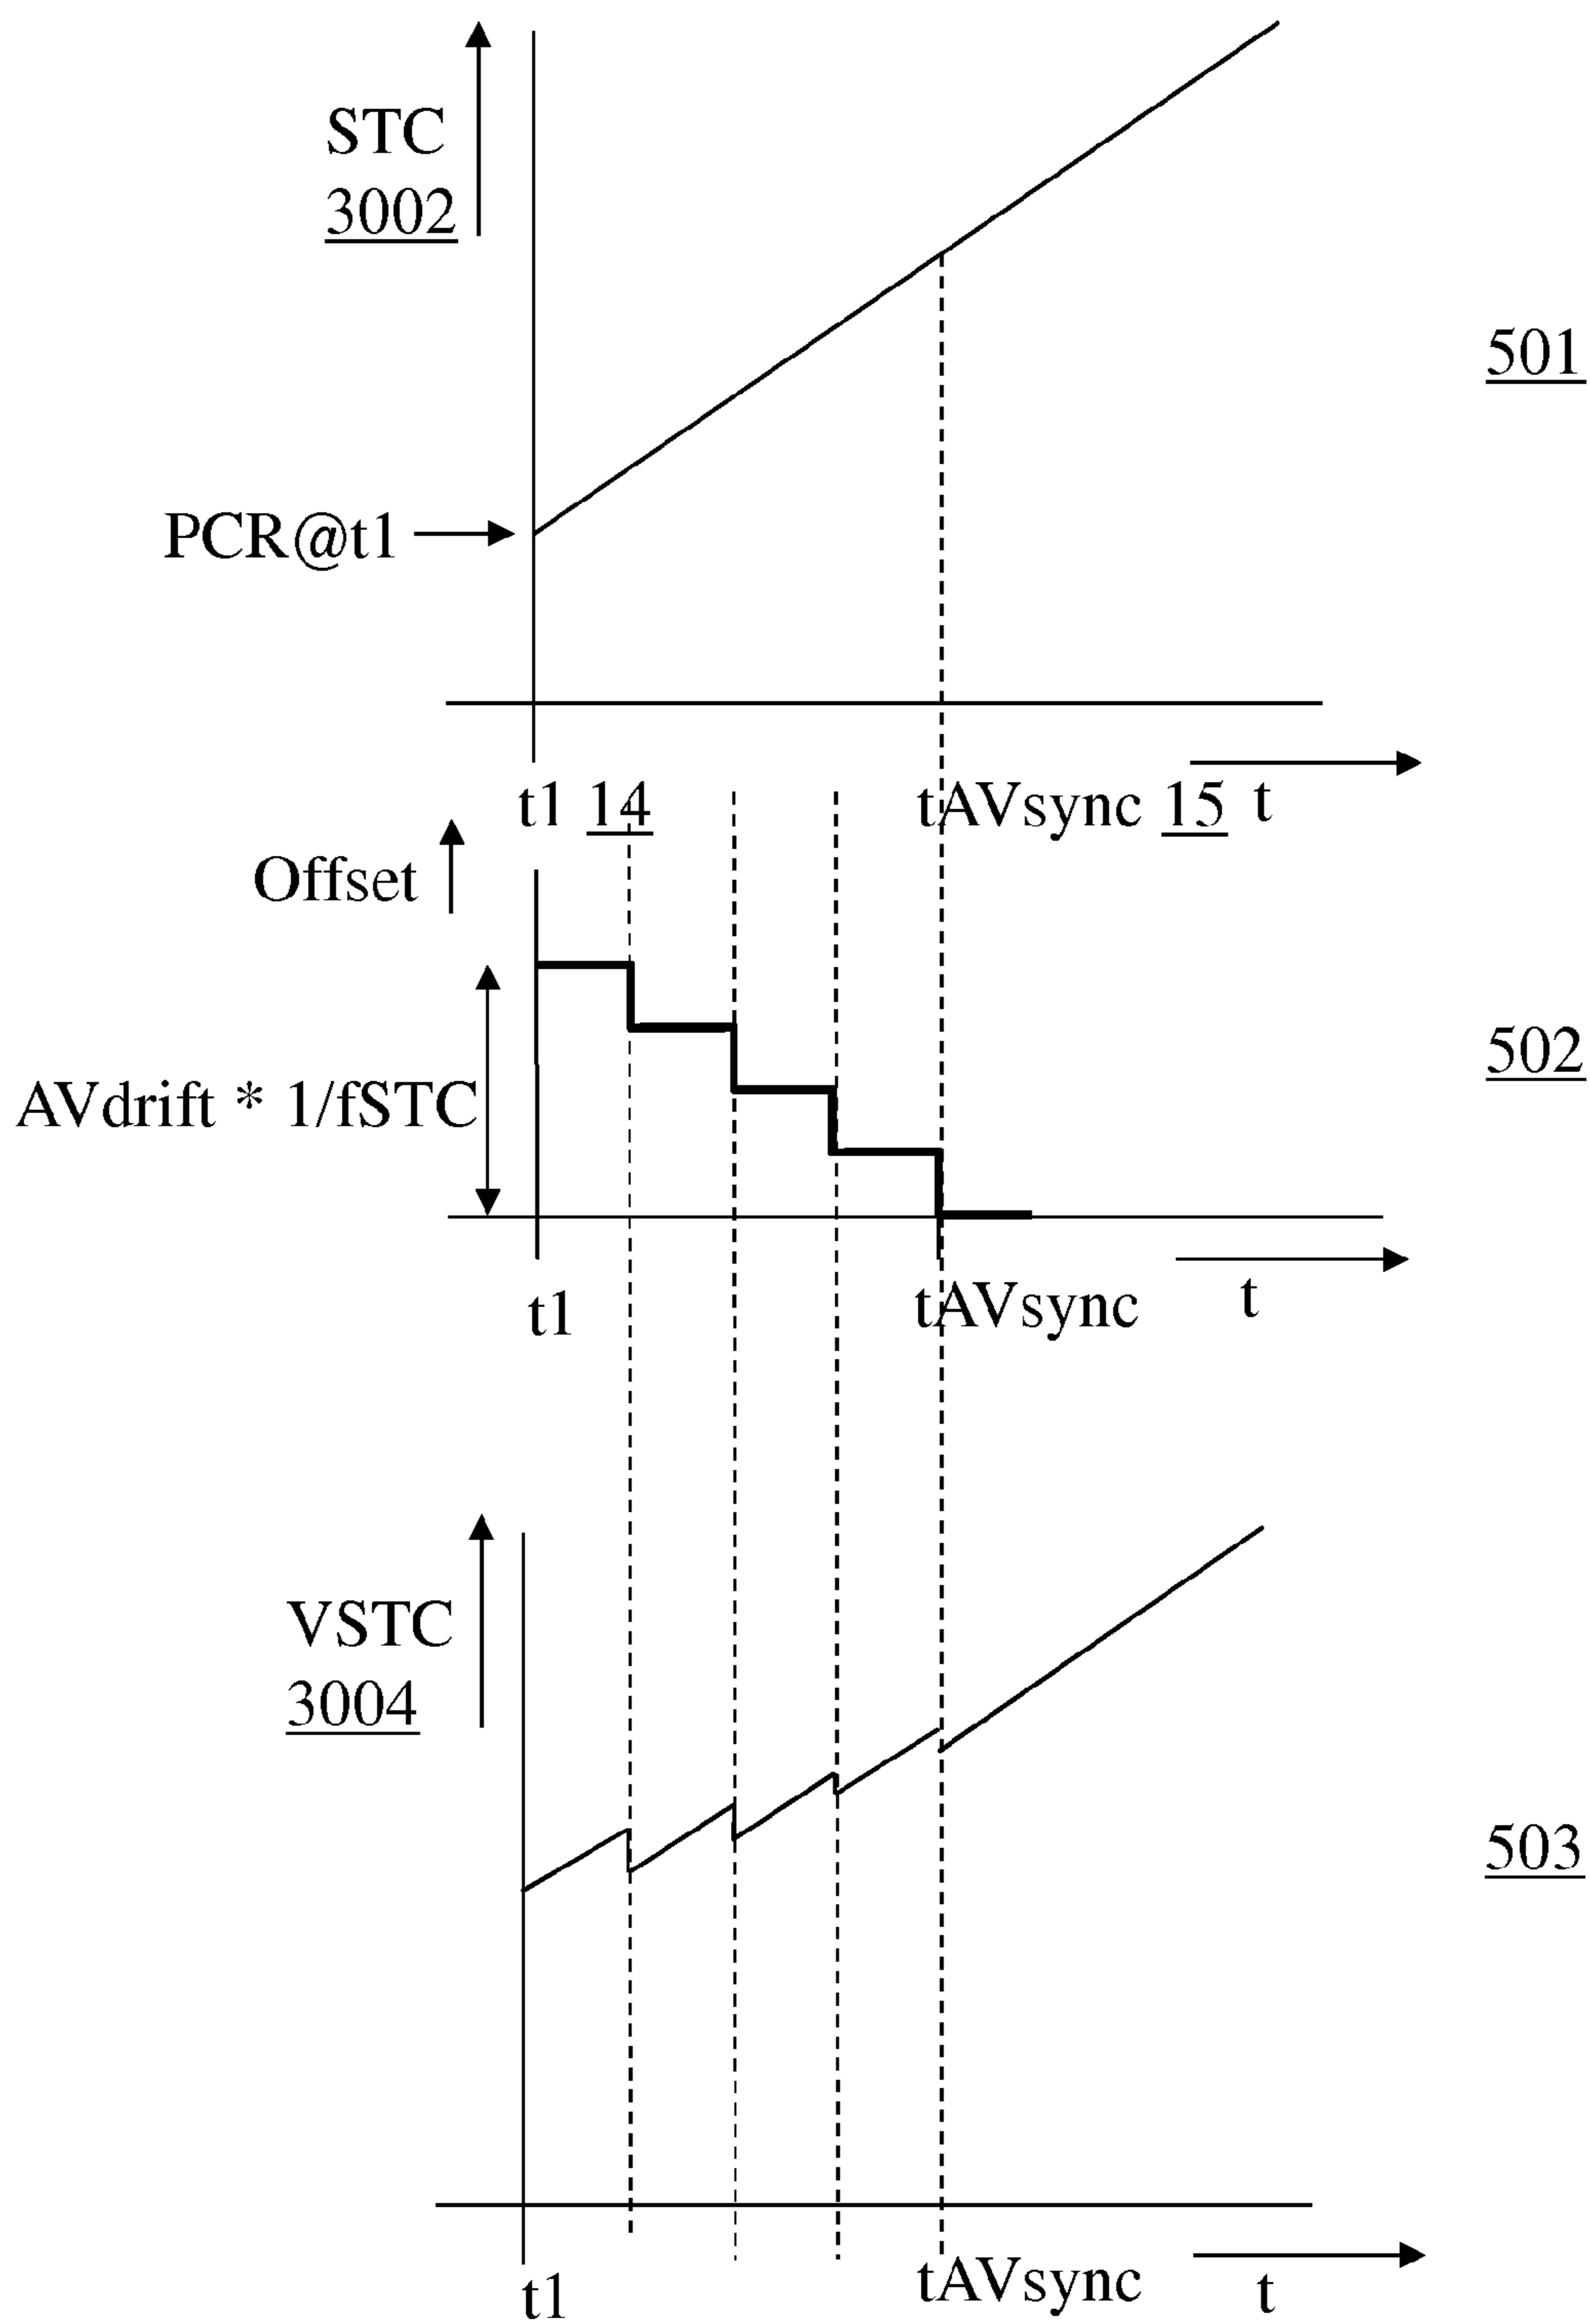 STC
3002
501
PCR@t1
t1 14
tAVsync 15
t
Offset
502
AVdrift * 1/fSTC
t1
tAVsync
t
VSTC
3004
503
t1
tAVsync
t